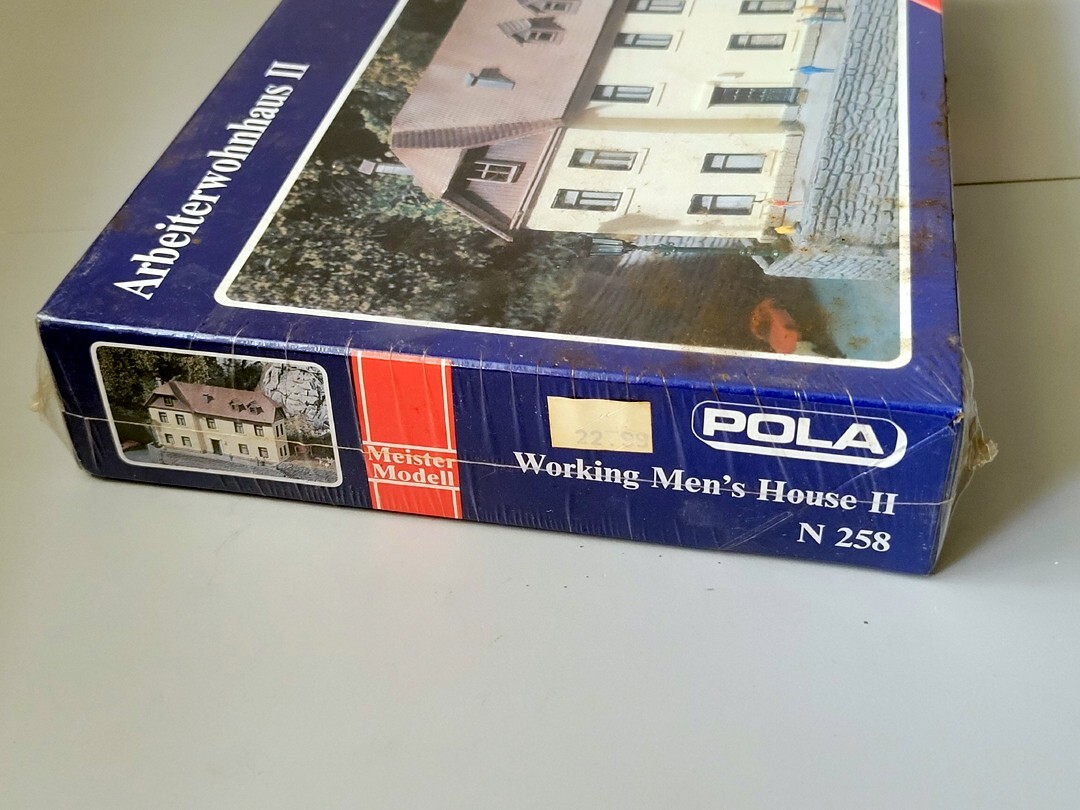 Arbeiterwohnhaus II
Meister
Modell
22.99
POLA
Working Men's House II
N 258